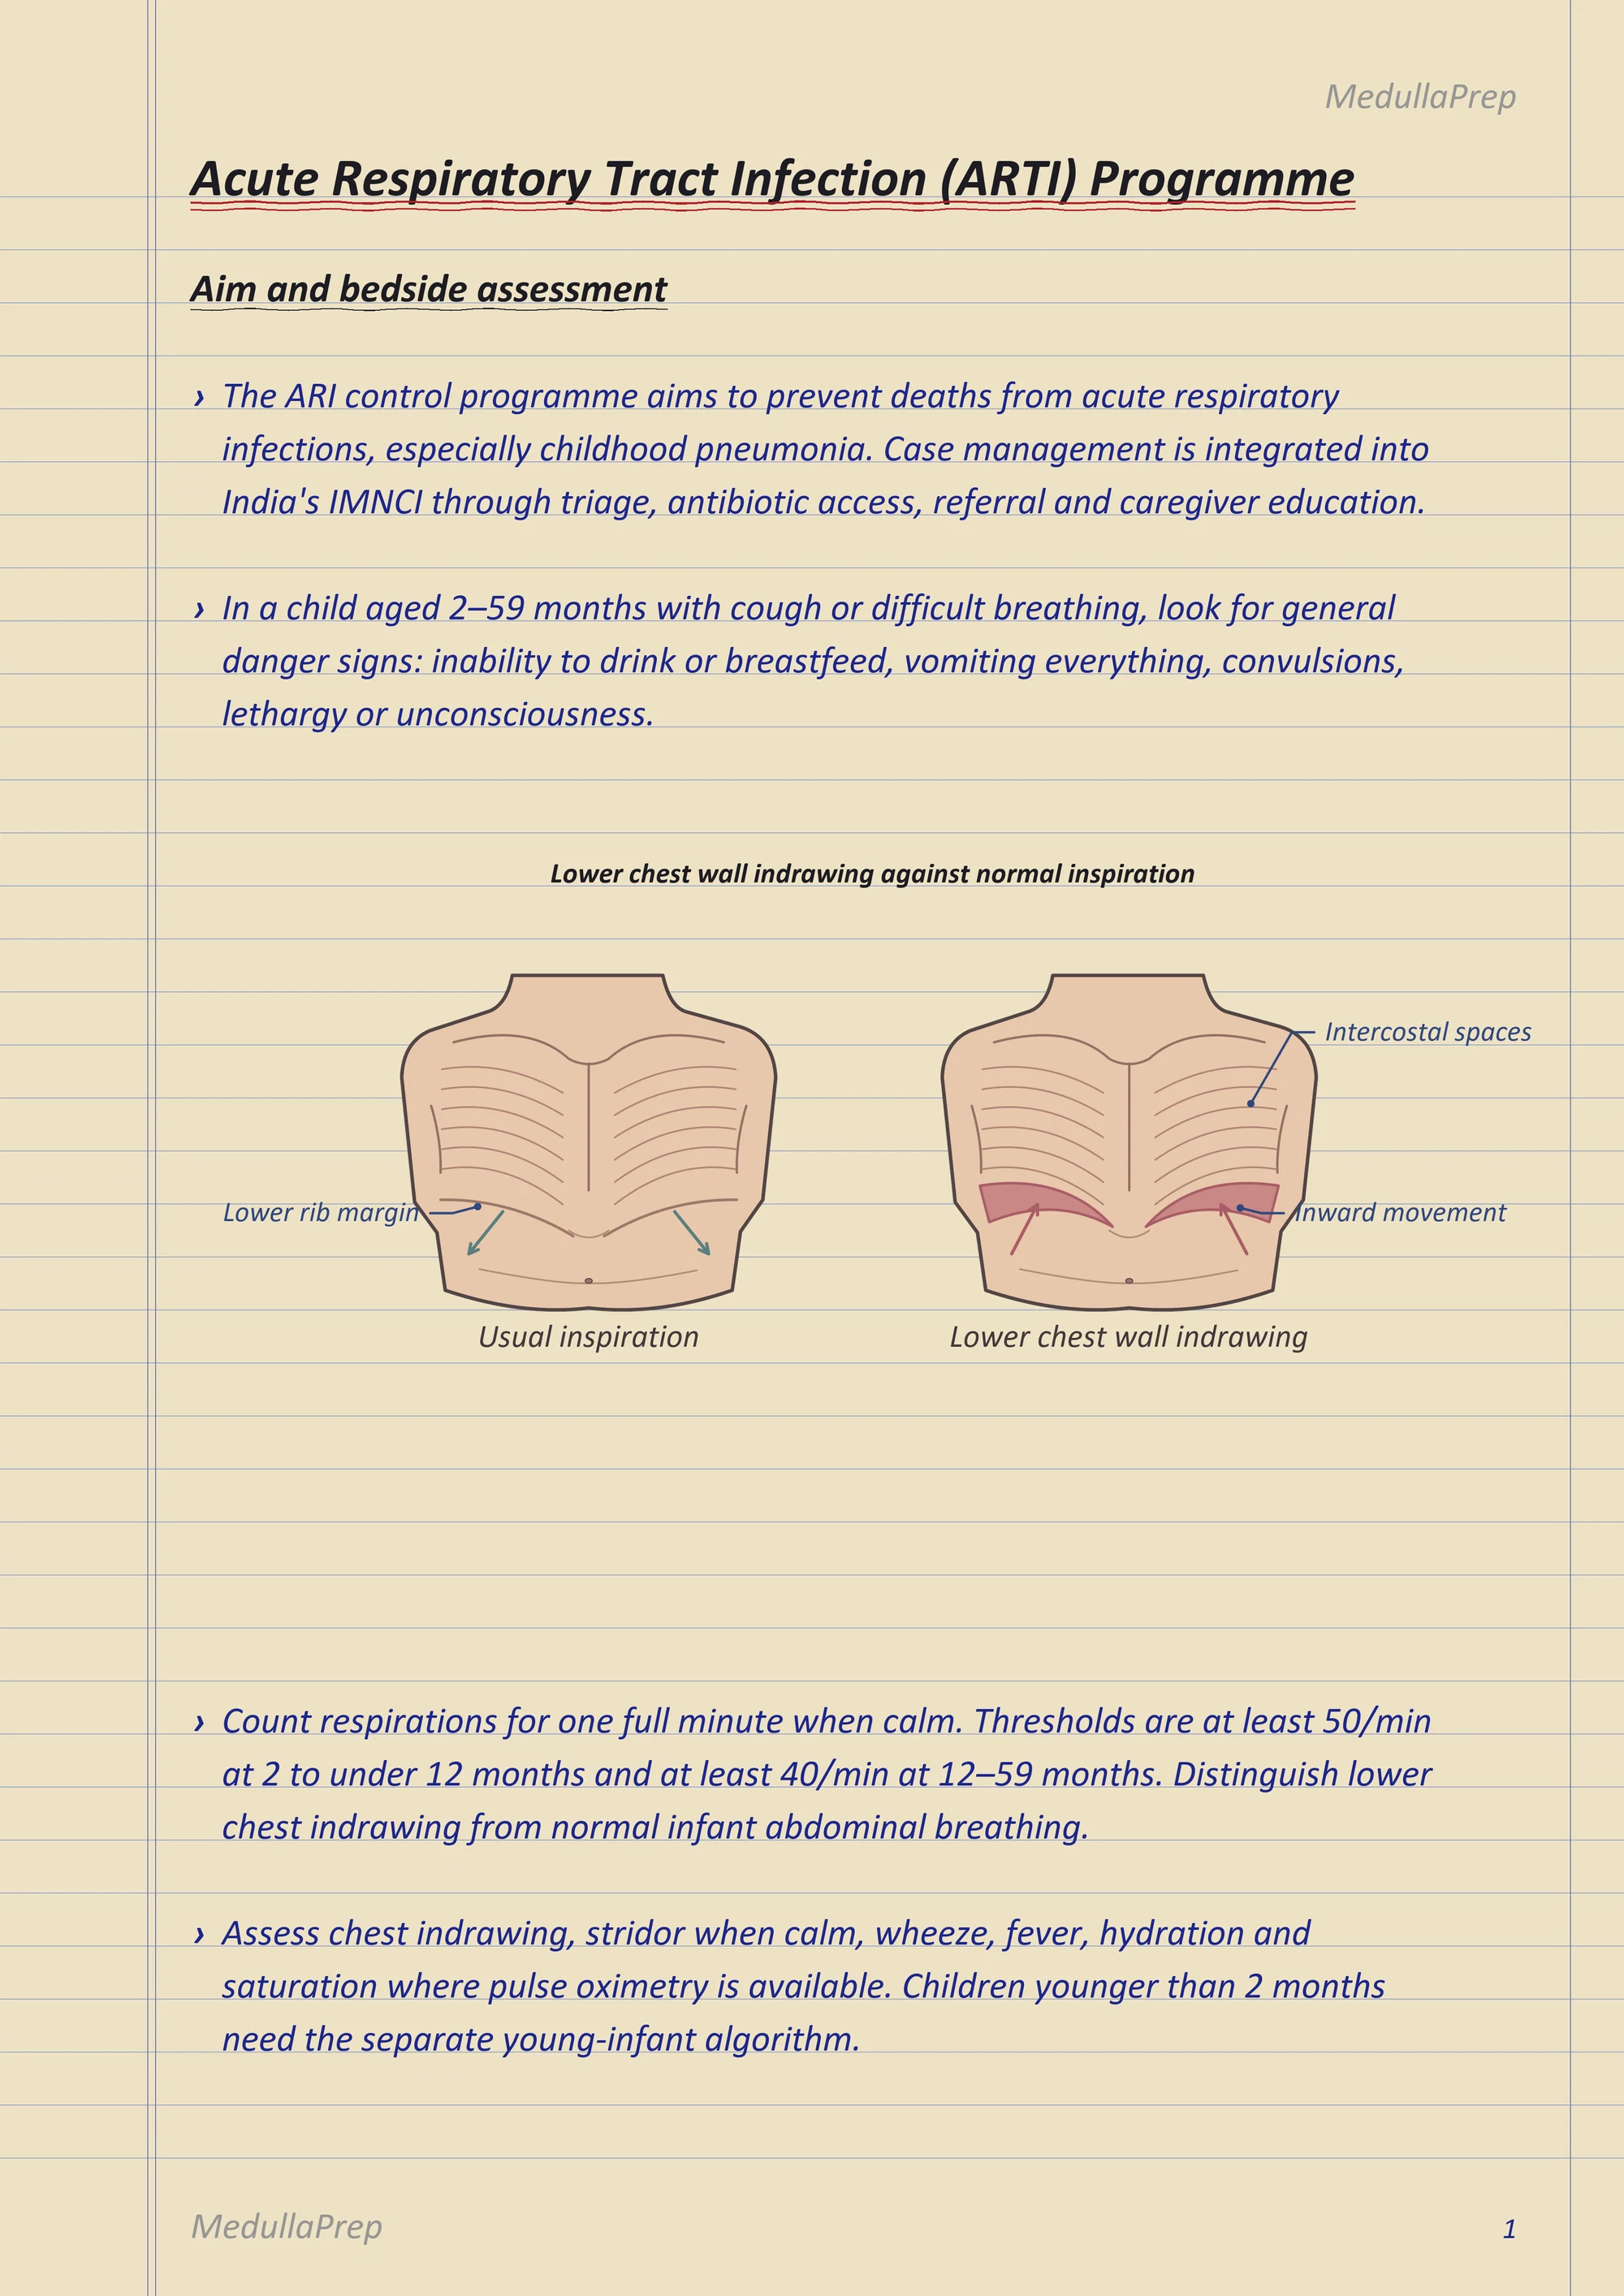 MedullaPrep
Acute Respiratory Tract Infection (ARTI) Programme
Aim and bedside assessment
› The ARI control programme aims to prevent deaths from acute respiratory
infections, especially childhood pneumonia. Case management is integrated into
India's IMNCI through triage, antibiotic access, referral and caregiver education.
› In a child aged 2–59 months with cough or difficult breathing, look for general
danger signs: inability to drink or breastfeed, vomiting everything, convulsions,
lethargy or unconsciousness.
Lower chest wall indrawing against normal inspiration
Intercostal spaces
Lower rib margin
Inward movement
Usual inspiration
Lower chest wall indrawing
› Count respirations for one full minute when calm. Thresholds are at least 50/min
at 2 to under 12 months and at least 40/min at 12–59 months. Distinguish lower
chest indrawing from normal infant abdominal breathing.
› Assess chest indrawing, stridor when calm, wheeze, fever, hydration and
saturation where pulse oximetry is available. Children younger than 2 months
need the separate young-infant algorithm.
MedullaPrep
1